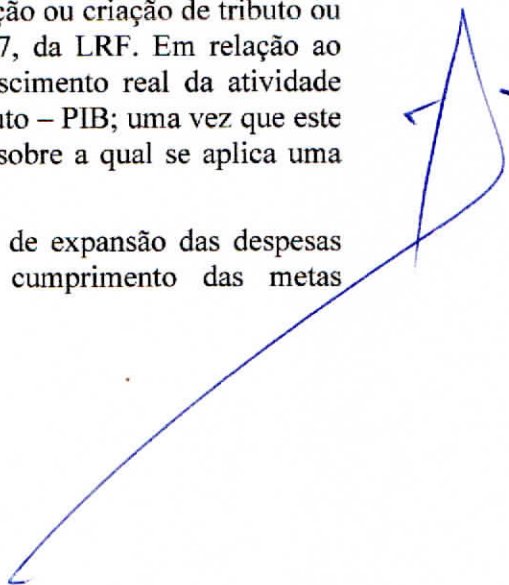 ção ou criação de tributo ou
7, da LRF. Em relação ao
scimento real da atividade
uto – PIB; uma vez que este
sobre a qual se aplica uma
de expansão das despesas
cumprimento das metas